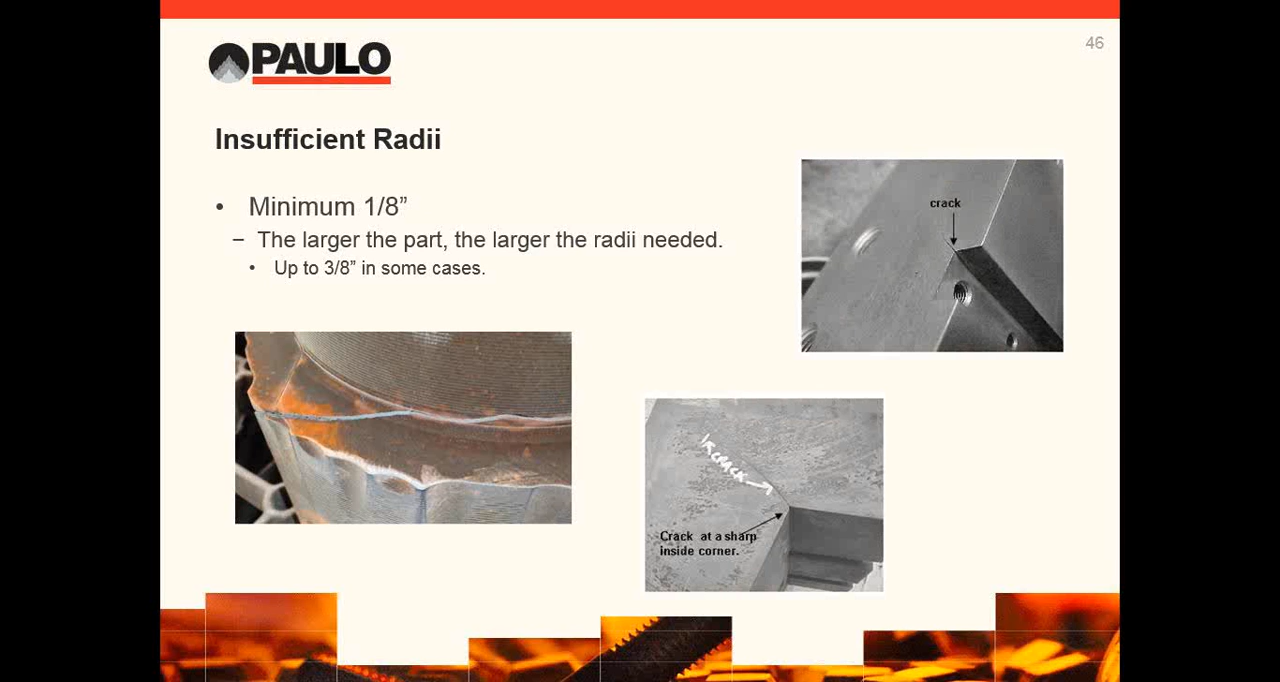 46
PAULO
Insufficient Radii
• Minimum 1/8”
– The larger the part, the larger the radii needed.
• Up to 3/8” in some cases.
crack
CRACK
Crack at a sharp
inside corner.